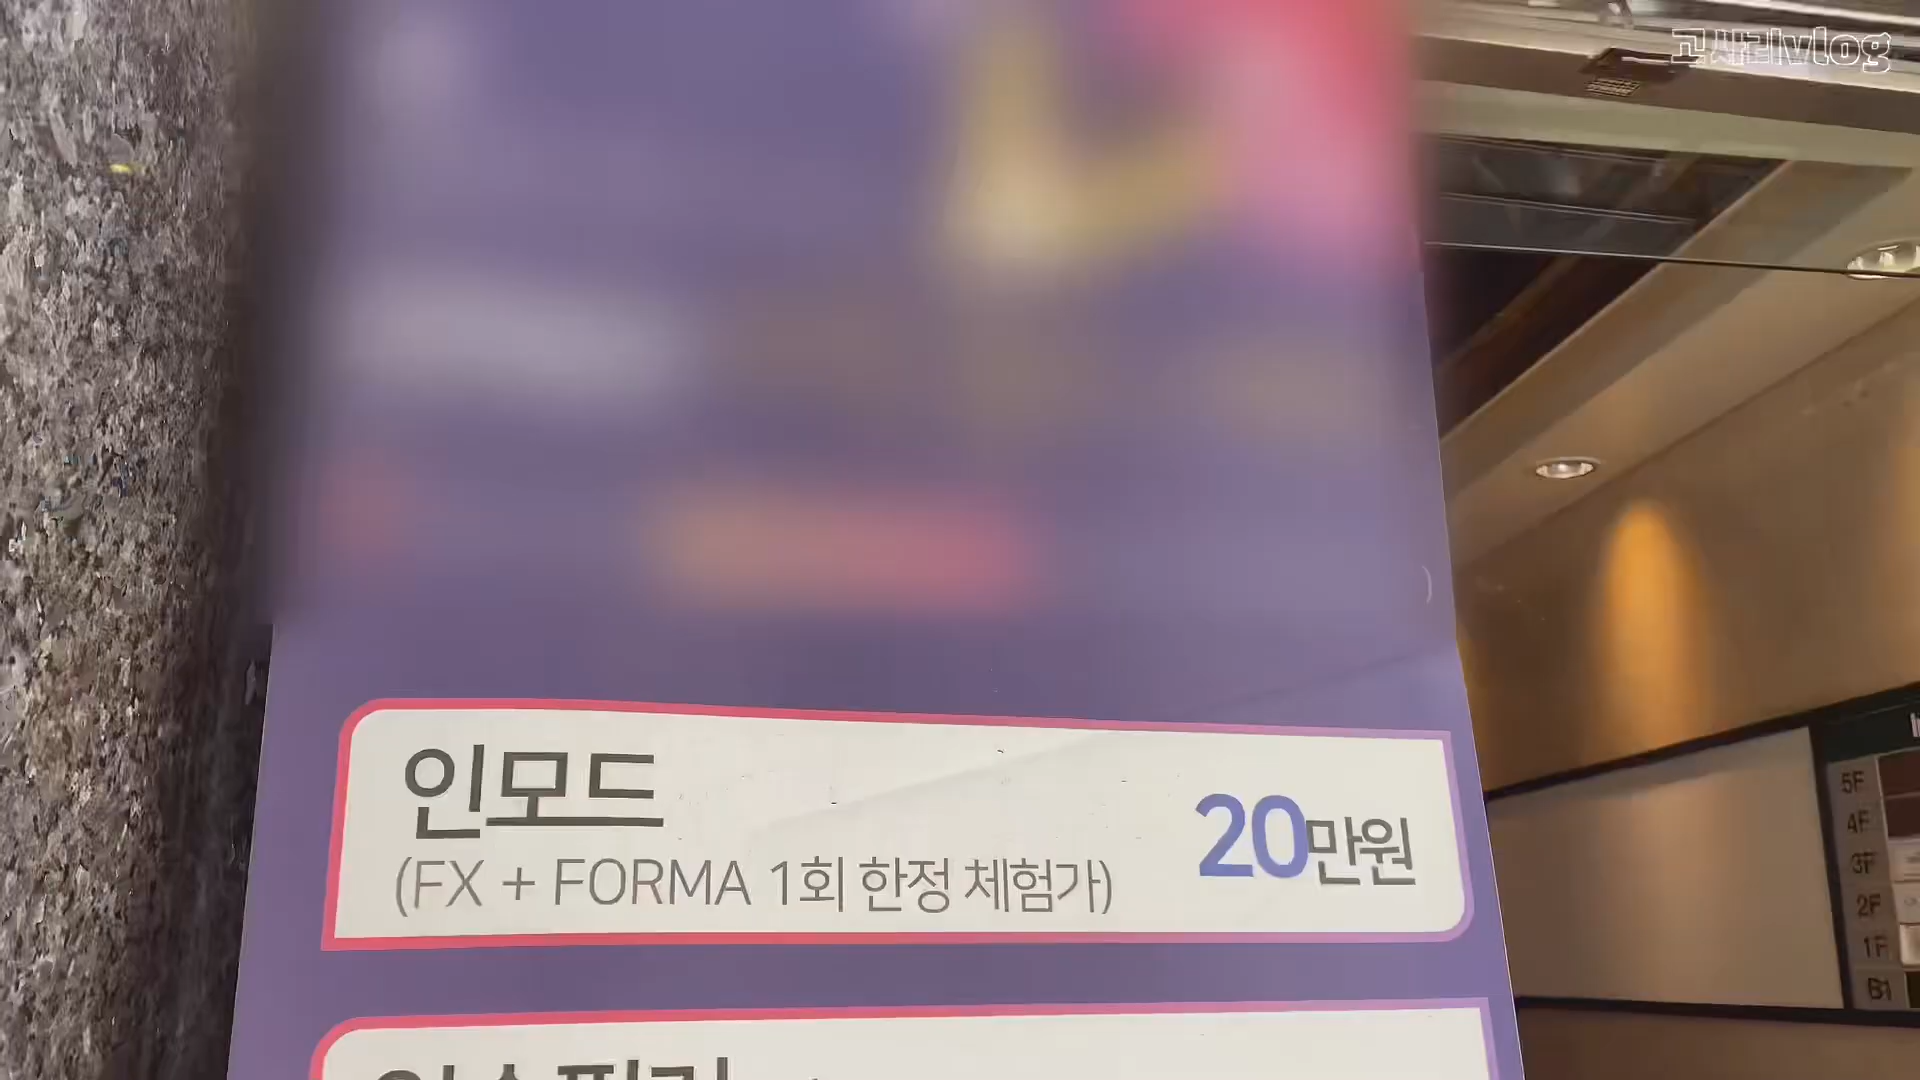 고사리vlog
인모드
(FX + FORMA 1회 한정 체험가)
20만원
5F
4F
3F
2F
1F
B1